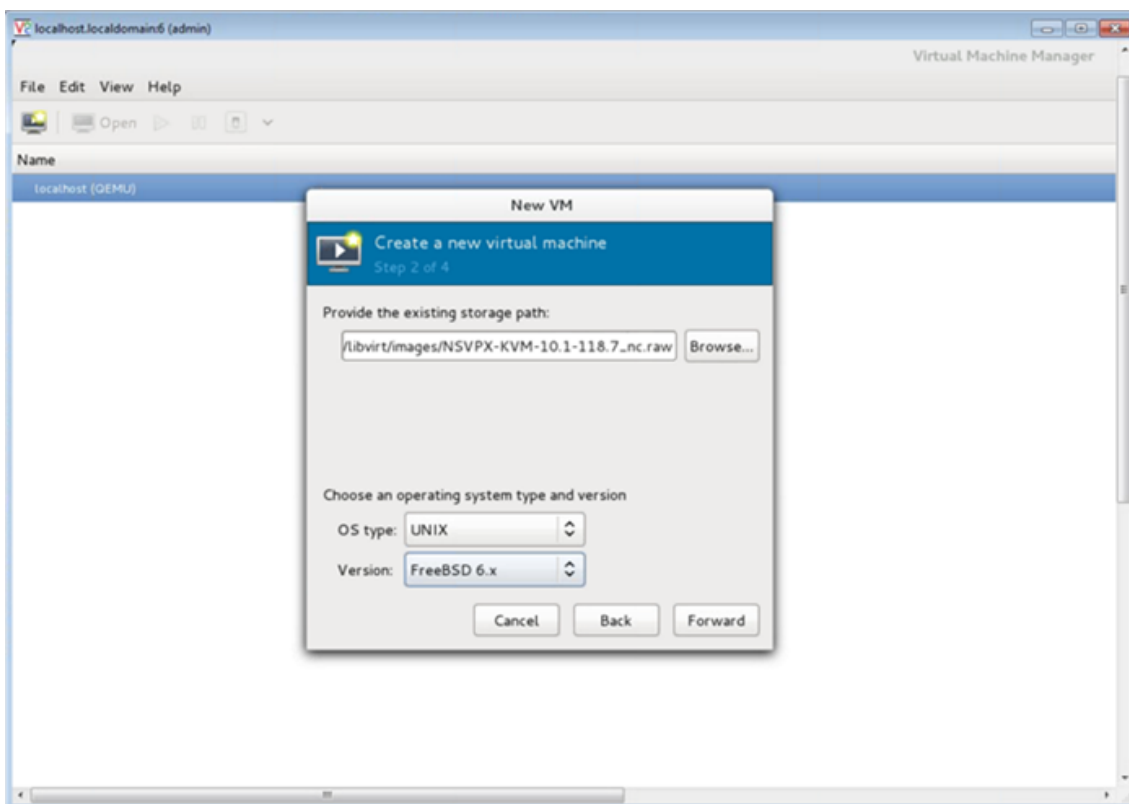 localhost.localdomain:6 (admin)
Virtual Machine Manager
File Edit View Help
Open
Name
localhost (QEMU)
New VM
Create a new virtual machine
Step 2 of 4
Provide the existing storage path:
/libvirt/images/NSVPX-KVM-10.1-118.7_nc.raw Browse...
Choose an operating system type and version
OS type: UNIX
Version: FreeBSD 6.x
Cancel Back Forward